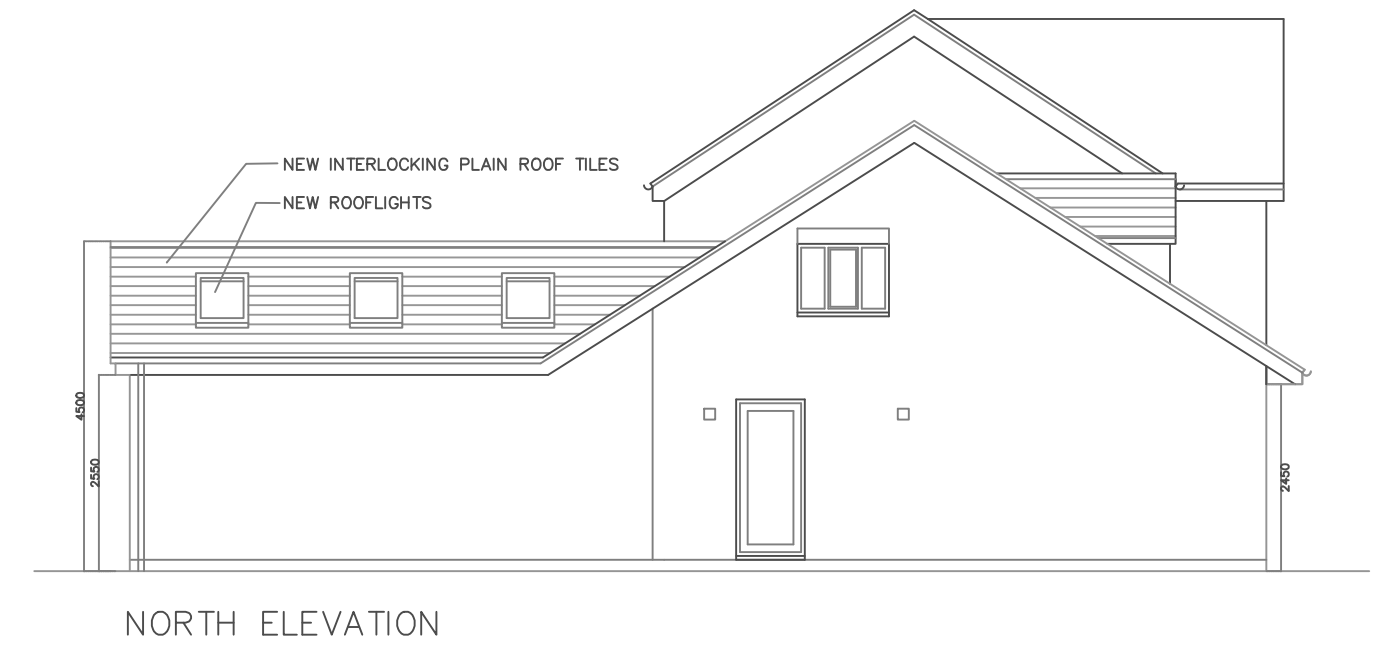 NEW INTERLOCKING PLAIN ROOF TILES
NEW ROOFLIGHTS
4500
2550
2450
NORTH ELEVATION